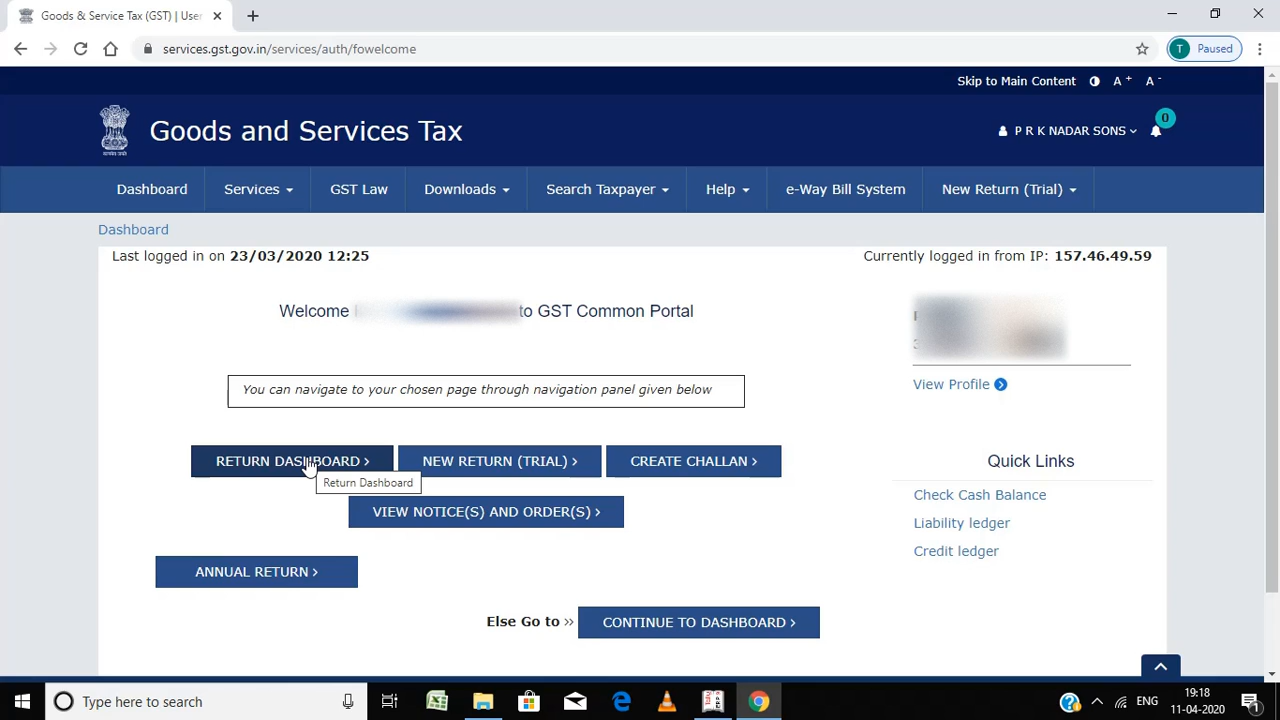 Goods & Service Tax (GST) | User
services.gst.gov.in/services/auth/fowelcome
T Paused
Skip to Main Content A+ A-
Goods and Services Tax
P R K NADAR SONS 0
Dashboard Services GST Law Downloads Search Taxpayer Help e-Way Bill System New Return (Trial)
Dashboard
Last logged in on 23/03/2020 12:25 Currently logged in from IP: 157.46.49.59
Welcome to GST Common Portal
You can navigate to your chosen page through navigation panel given below
View Profile
RETURN DASHBOARD > NEW RETURN (TRIAL) > CREATE CHALLAN >
Return Dashboard
VIEW NOTICE(S) AND ORDER(S) >
ANNUAL RETURN >
Else Go to >> CONTINUE TO DASHBOARD >
Quick Links
Check Cash Balance
Liability ledger
Credit ledger
Type here to search
ENG
19:18
11-04-2020
1